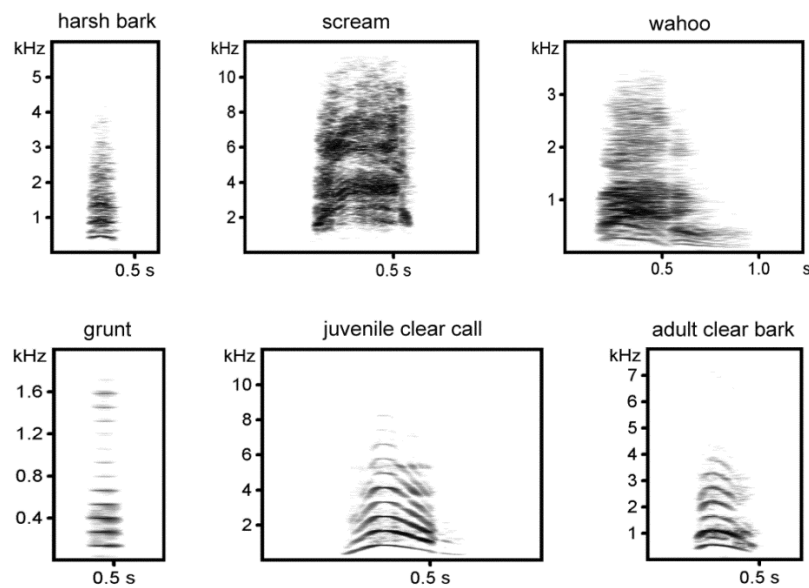 harsh bark
kHz
5
4
3
2
1
0.5 s
scream
kHz
10
8
6
4
2
0.5 s
wahoo
kHz
3
2
1
0.5
1.0
s
grunt
kHz
1.6
1.2
0.8
0.4
0.5 s
juvenile clear call
kHz
10
8
6
4
2
0.5 s
adult clear bark
kHz
7
6
5
4
3
2
1
0.5 s